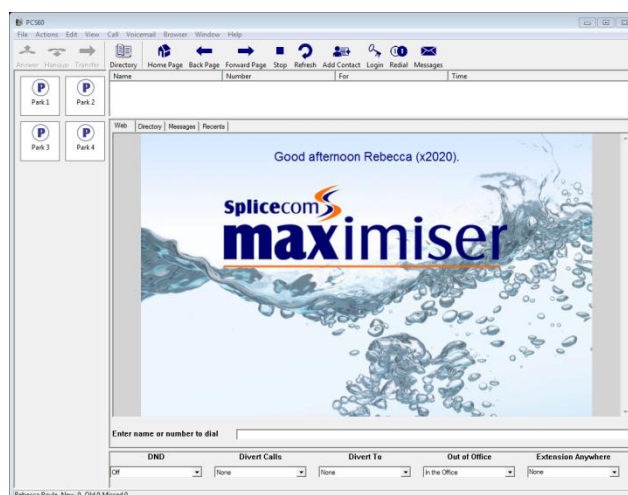 PCS60
File Actions Edit View Call Voicemail Browser Window Help
Answer Hangup Transfer Directory Home Page Back Page Forward Page Stop Refresh Add Contact Login Redial Messages
Name Number For Time
Park 1 Park 2
Park 3 Park 4
Web Directory Messages Recents
Good afternoon Rebecca (x2020).
Splicecom
maximiser
Enter name or number to dial
DND Divert Calls Divert To Out of Office Extension Anywhere
Off None None In the Office None